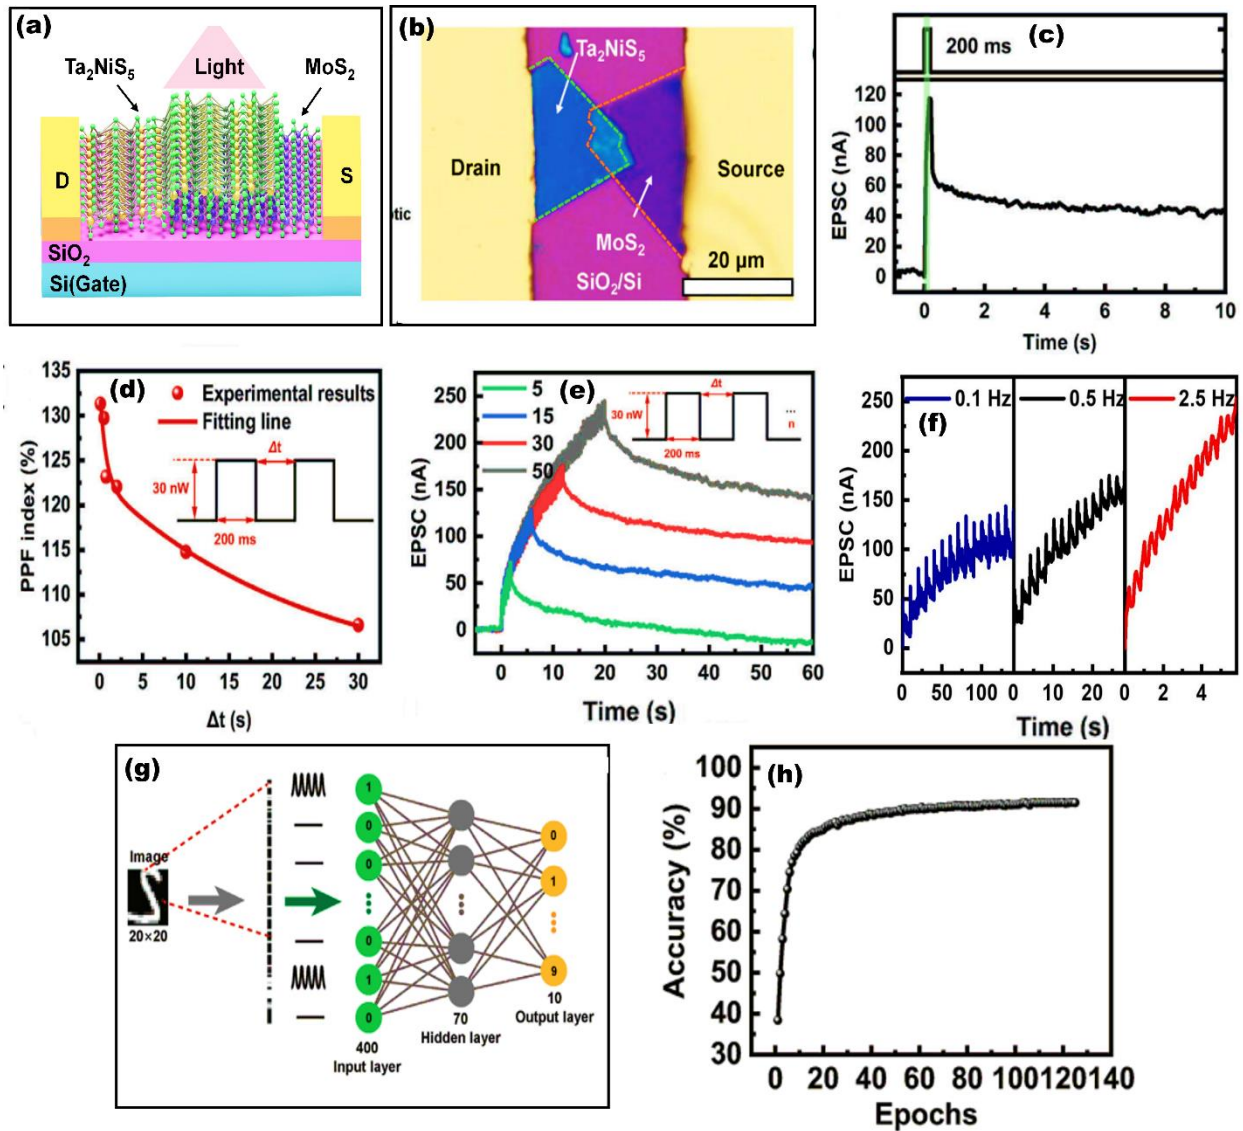 (a)
Ta₂NiS₅
Light
MoS₂
D
S
SiO₂
Si(Gate)
(b)
Ta₂NiS₅
Drain
Source
MoS₂
SiO₂/Si
20 µm
ptic
(c)
200 ms
EPSC (nA)
120
100
80
60
40
20
0
0 2 4 6 8 10
Time (s)
(d)
Experimental results
Fitting line
Δt
30 nW
200 ms
PPF index (%)
135
130
125
120
115
110
105
0 5 10 15 20 25 30
Δt (s)
(e)
5
15
30
50
Δt
30 nW
200 ms
...
n
EPSC (nA)
250
200
150
100
50
0
0 10 20 30 40 50 60
Time (s)
(f)
0.1 Hz 0.5 Hz 2.5 Hz
EPSC (nA)
250
200
150
100
50
0
0 50 100 0 10 20 0 2 4
Time (s)
(g)
Image
20×20
1
0
0
0
1
0
400
Input layer
70
Hidden layer
0
1
9
10
Output layer
(h)
Accuracy (%)
100
90
80
70
60
50
40
30
0 20 40 60 80 100 120 140
Epochs